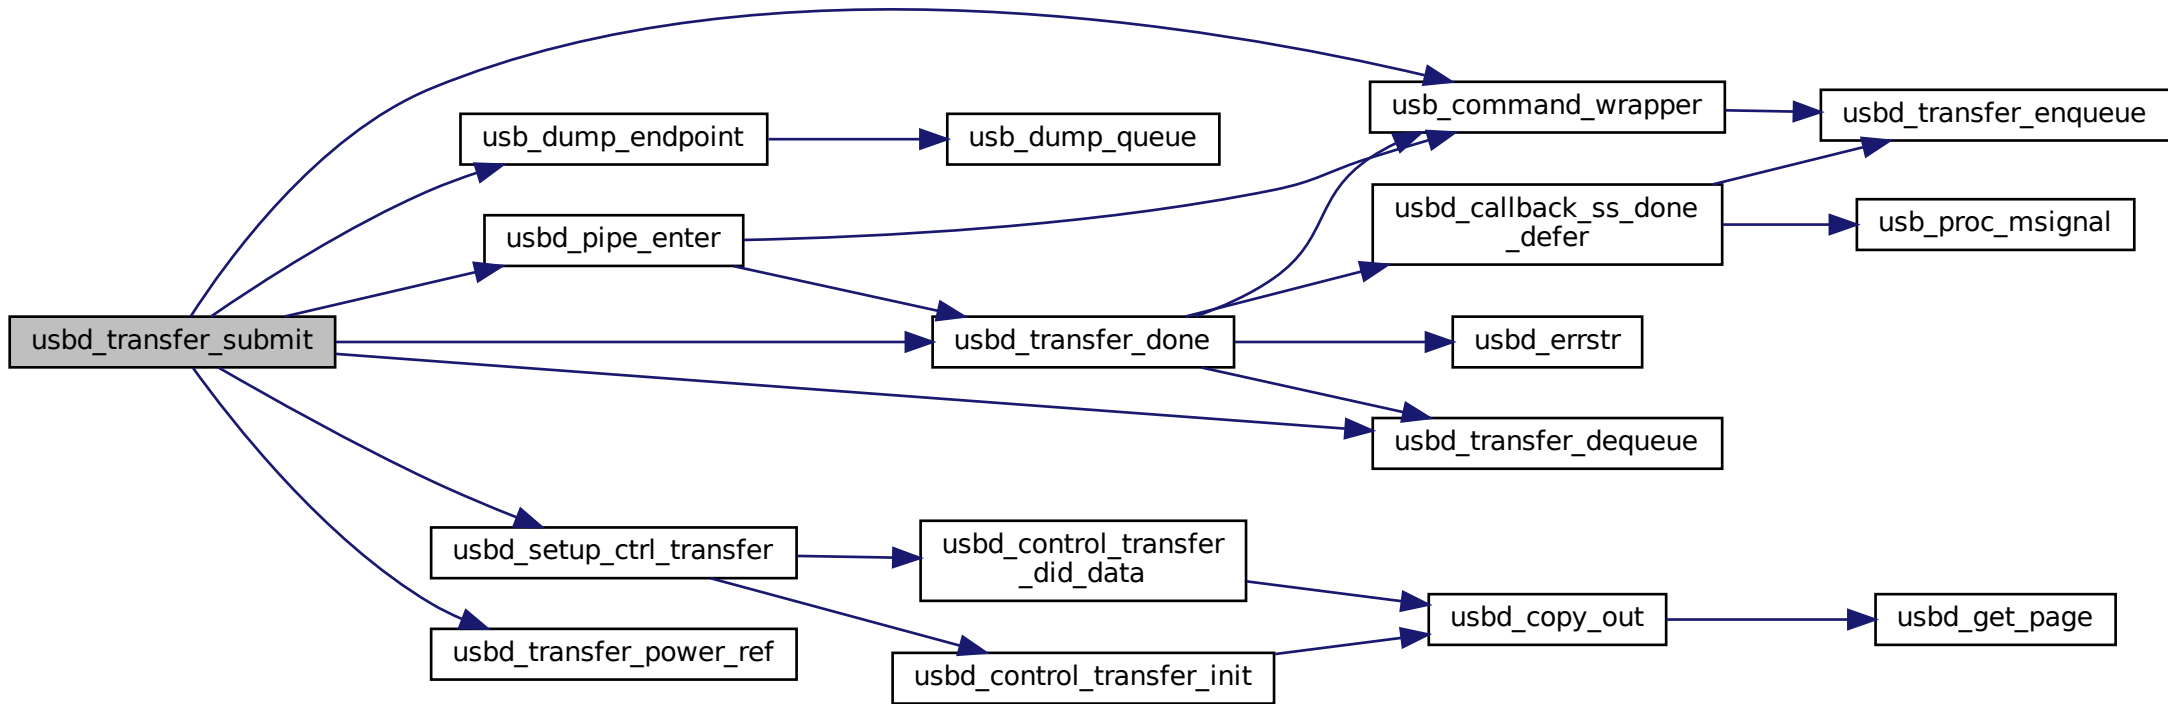 usbd_transfer_submit
usb_dump_endpoint
usbd_pipe_enter
usbd_setup_ctrl_transfer
usbd_transfer_power_ref
usb_dump_queue
usbd_transfer_done
usbd_control_transfer
_did_data
usbd_control_transfer_init
usb_command_wrapper
usbd_callback_ss_done
_defer
usbd_errstr
usbd_transfer_dequeue
usbd_copy_out
usbd_transfer_enqueue
usb_proc_msignal
usbd_get_page